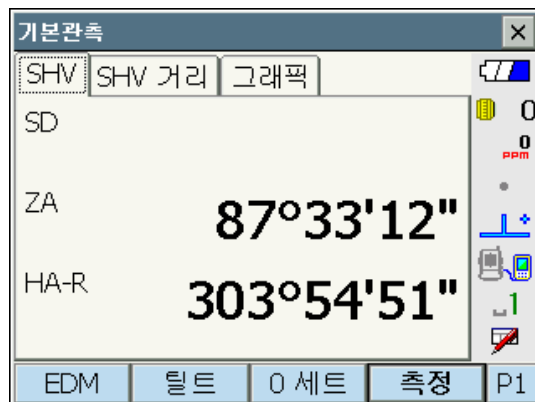 기본관측
SHV SHV 거리 그래픽
SD
0
0
ppm
ZA 87°33'12"
HA-R 303°54'51"
1
EDM 틸트 0 세트 측정 P1